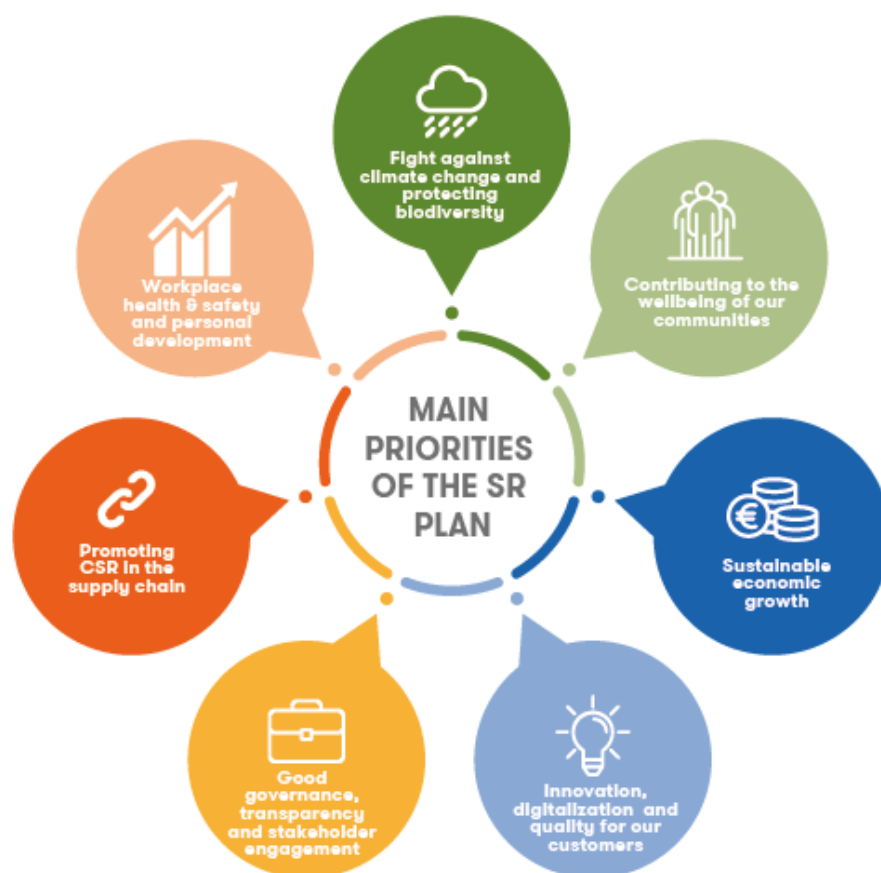 Fight against
climate change and
protecting
biodiversity
Contributing to the
wellbeing of our
communities
Sustainable
economic
growth
Innovation,
digitalization and
quality for our
customers
Good
governance,
transparency
and stakeholder
engagement
Promoting
CSR in the
supply chain
Workplace
health & safety
and personal
development
MAIN
PRIORITIES
OF THE SR
PLAN
€